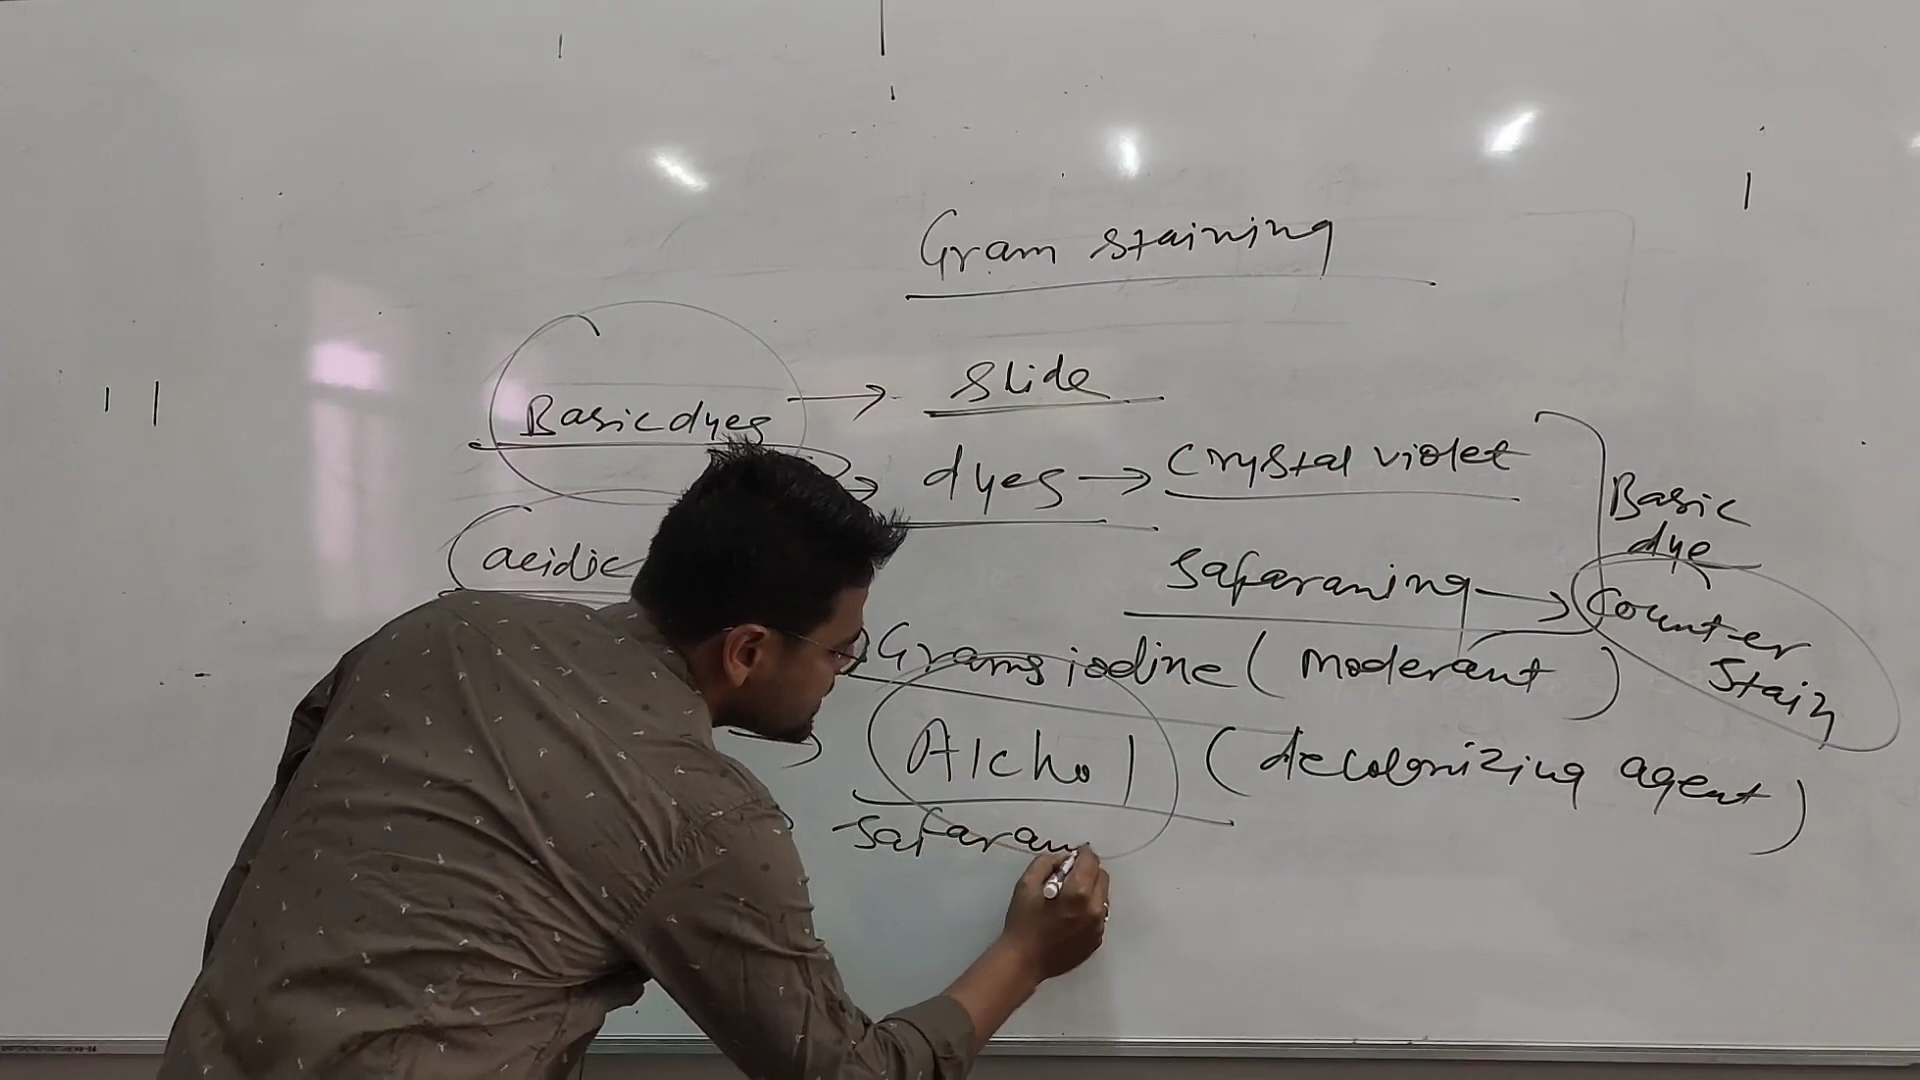 Gram staining
Basic dyes → slide
→ dyes → Crystal violet
Basic
dye
acidic
Safaraning → Counter
Stain
Grams iodine ( moderant )
→ Alchol ( decolorizing agent )
Safaran